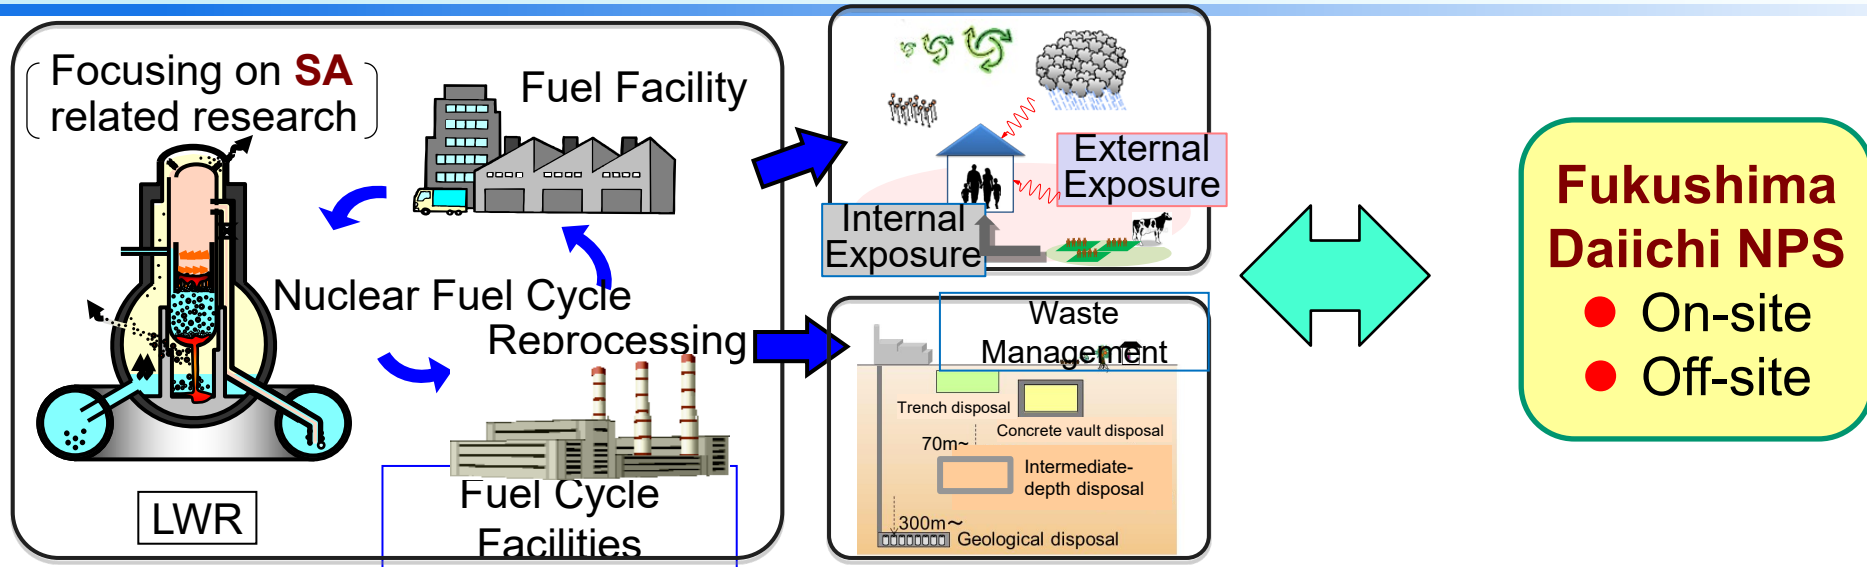 Focusing on SA
related research
Fuel Facility
Nuclear Fuel Cycle
Reprocessing
LWR
Fuel Cycle
Facilities
External
Exposure
Internal
Exposure
Waste
Management
Trench disposal
Concrete vault disposal
70m~
Intermediate-
depth disposal
300m～
Geological disposal
Fukushima
Daiichi NPS
● On-site
● Off-site